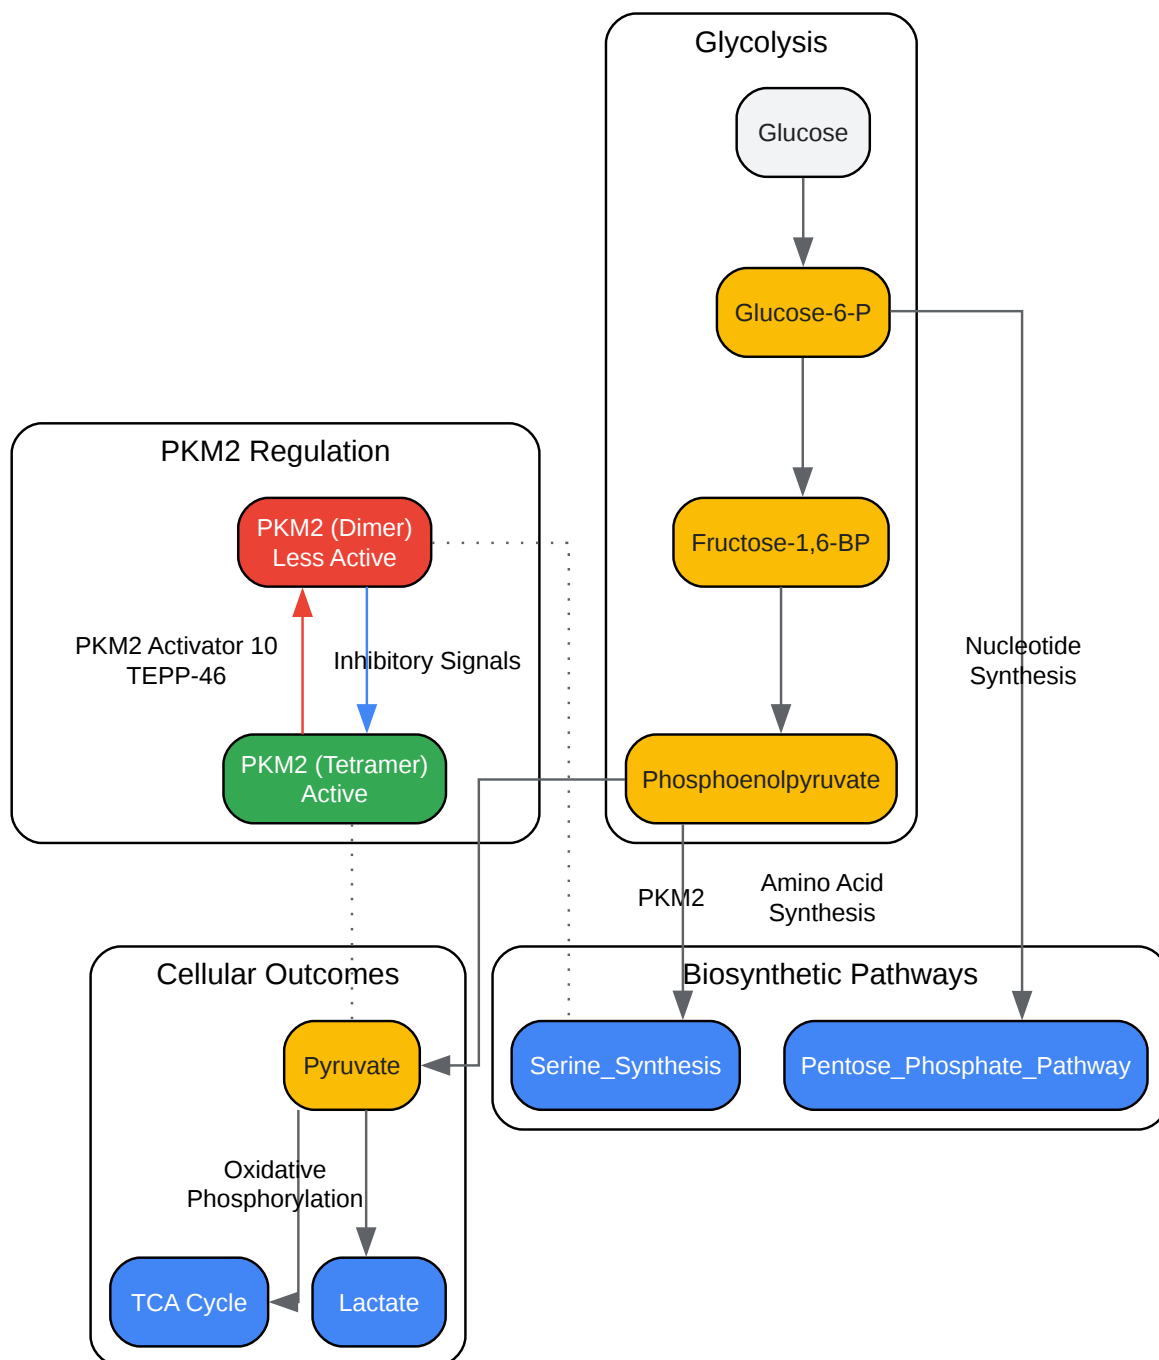 Glycolysis
Glucose
Glucose-6-P
PKM2 Regulation
PKM2 (Dimer)
Less Active
Fructose-1,6-BP
PKM2 Activator 10
TEPP-46
Inhibitory Signals
Nucleotide
Synthesis
PKM2 (Tetramer)
Active
Phosphoenolpyruvate
PKM2
Amino Acid
Synthesis
Cellular Outcomes
Biosynthetic Pathways
Pyruvate
Serine_Synthesis
Pentose_Phosphate_Pathway
Oxidative
Phosphorylation
TCA Cycle
Lactate